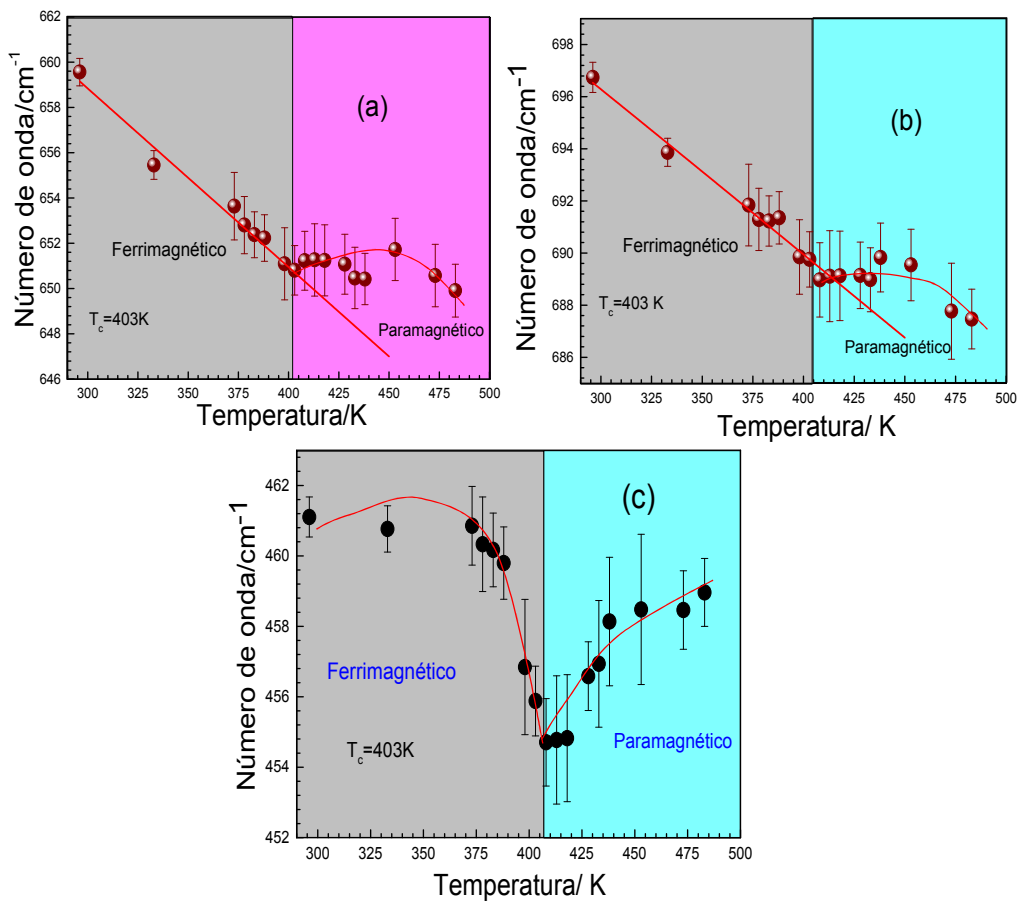 (a)
Número de onda/cm-1
662
660
658
656
654
652
650
648
646
Ferrimagnético
Tc=403K
Paramagnético
300 325 350 375 400 425 450 475 500
Temperatura/K
(b)
Número de onda/cm-1
698
696
694
692
690
688
686
Ferrimagnético
Tc=403 K
Paramagnético
300 325 350 375 400 425 450 475 500
Temperatura/ K
(c)
Número de onda/cm-1
462
460
458
456
454
452
Ferrimagnético
Tc=403K
Paramagnético
300 325 350 375 400 425 450 475 500
Temperatura/ K